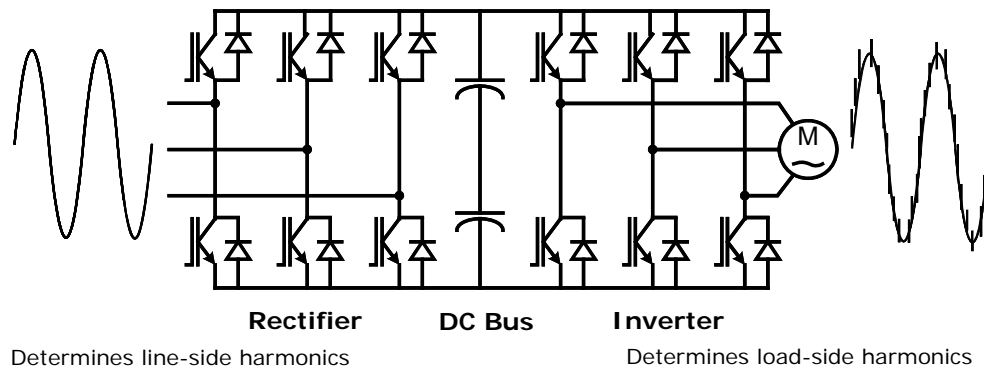 M
Rectifier
DC Bus
Inverter
Determines line-side harmonics
Determines load-side harmonics